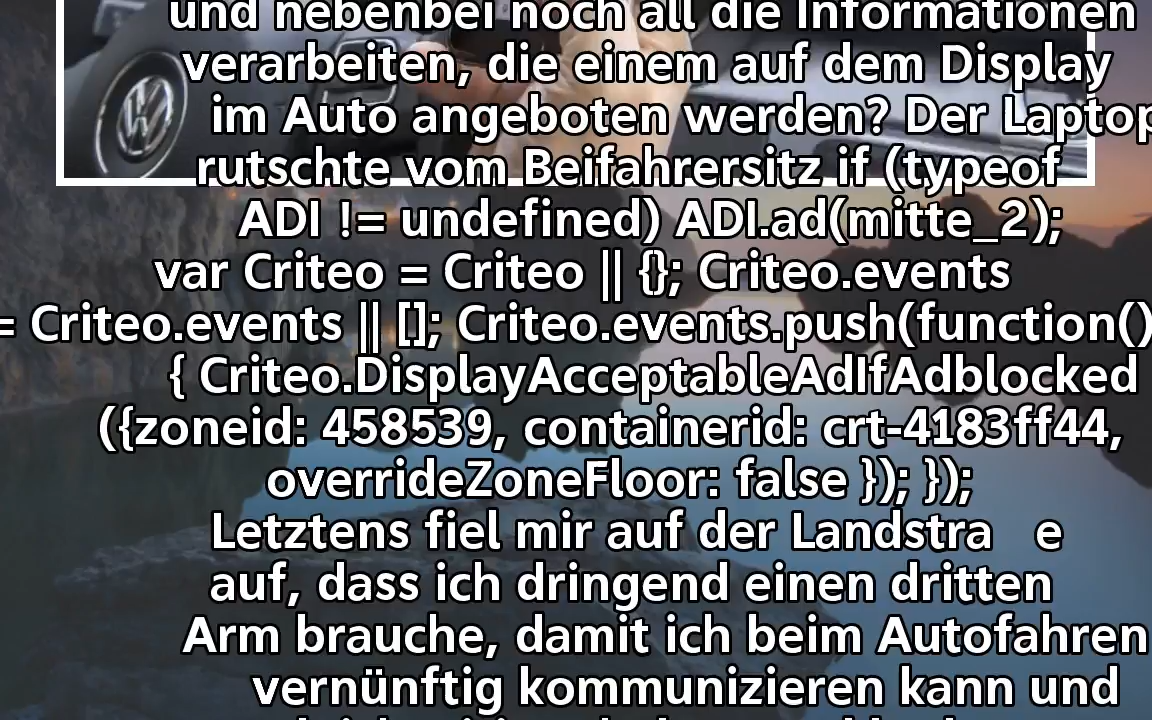 und nebenbei noch all die Informationen
verarbeiten, die einem auf dem Display
im Auto angeboten werden? Der Laptop
rutschte vom Beifahrersitz if (typeof
ADI != undefined) ADI.ad(mitte_2);
var Criteo = Criteo || {}; Criteo.events
= Criteo.events || []; Criteo.events.push(function()
{ Criteo.DisplayAcceptableAdIfAdblocked
({zoneid: 458539, containerid: crt-4183ff44,
overrideZoneFloor: false }); });
Letztens fiel mir auf der Landstra e
auf, dass ich dringend einen dritten
Arm brauche, damit ich beim Autofahren
vernünftig kommunizieren kann und